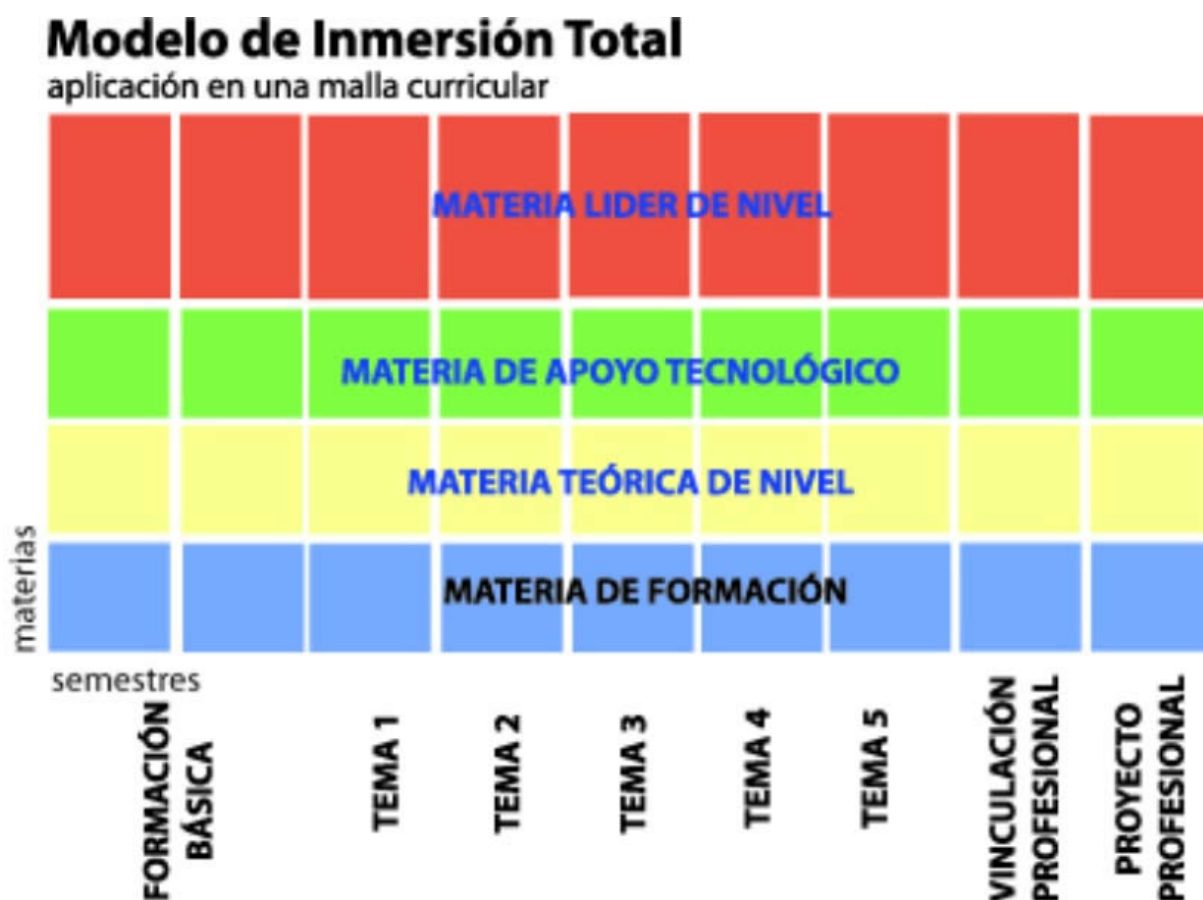 Modelo de Inmersión Total
aplicación en una malla curricular
MATERIA LIDER DE NIVEL
MATERIA DE APOYO TECNOLÓGICO
MATERIA TEÓRICA DE NIVEL
MATERIA DE FORMACIÓN
materias
semestres
FORMACIÓN
BÁSICA
TEMA 1
TEMA 2
TEMA 3
TEMA 4
TEMA 5
VINCULACIÓN
PROFESIONAL
PROYECTO
PROFESIONAL